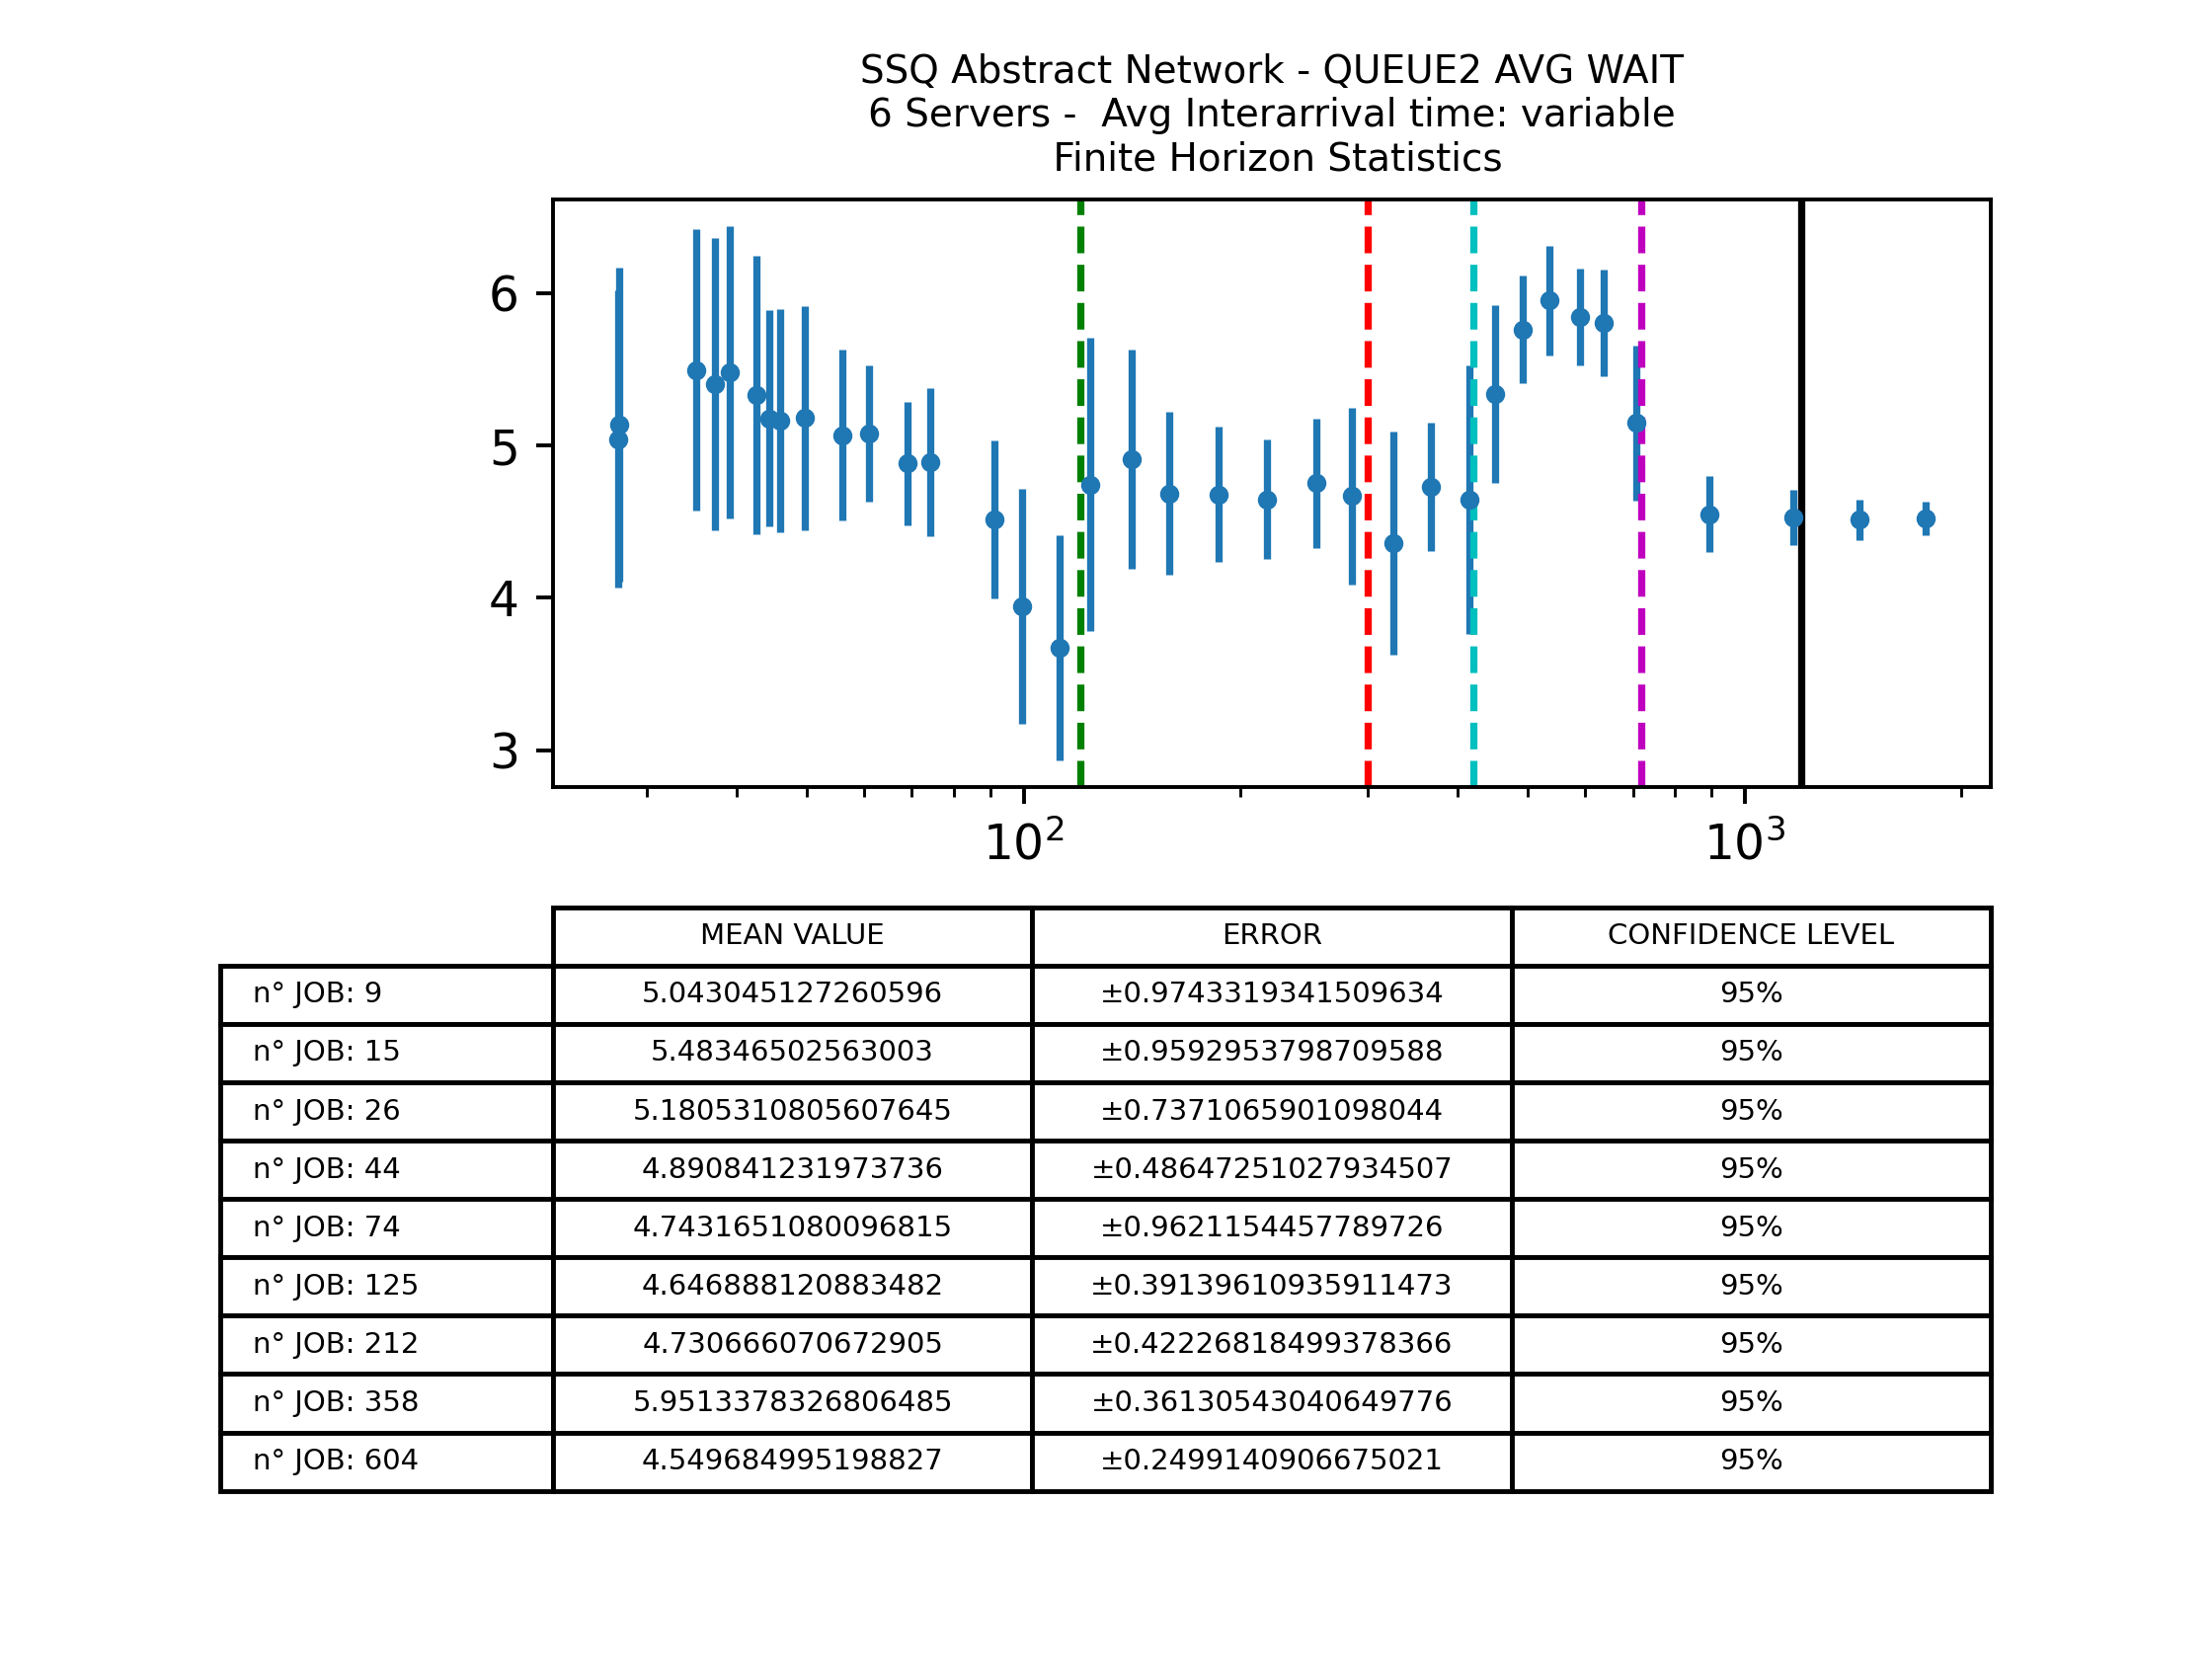 SSQ Abstract Network - QUEUE2 AVG WAIT
6 Servers -  Avg Interarrival time: variable
Finite Horizon Statistics
6
5
4
3
10² 10³
MEAN VALUE ERROR CONFIDENCE LEVEL
n° JOB: 9 5.043045127260596 ±0.9743319341509634 95%
n° JOB: 15 5.48346502563003 ±0.9592953798709588 95%
n° JOB: 26 5.1805310805607645 ±0.7371065901098044 95%
n° JOB: 44 4.890841231973736 ±0.48647251027934507 95%
n° JOB: 74 4.7431651080096815 ±0.9621154457789726 95%
n° JOB: 125 4.646888120883482 ±0.39139610935911473 95%
n° JOB: 212 4.730666070672905 ±0.42226818499378366 95%
n° JOB: 358 5.9513378326806485 ±0.36130543040649776 95%
n° JOB: 604 4.549684995198827 ±0.2499140906675021 95%